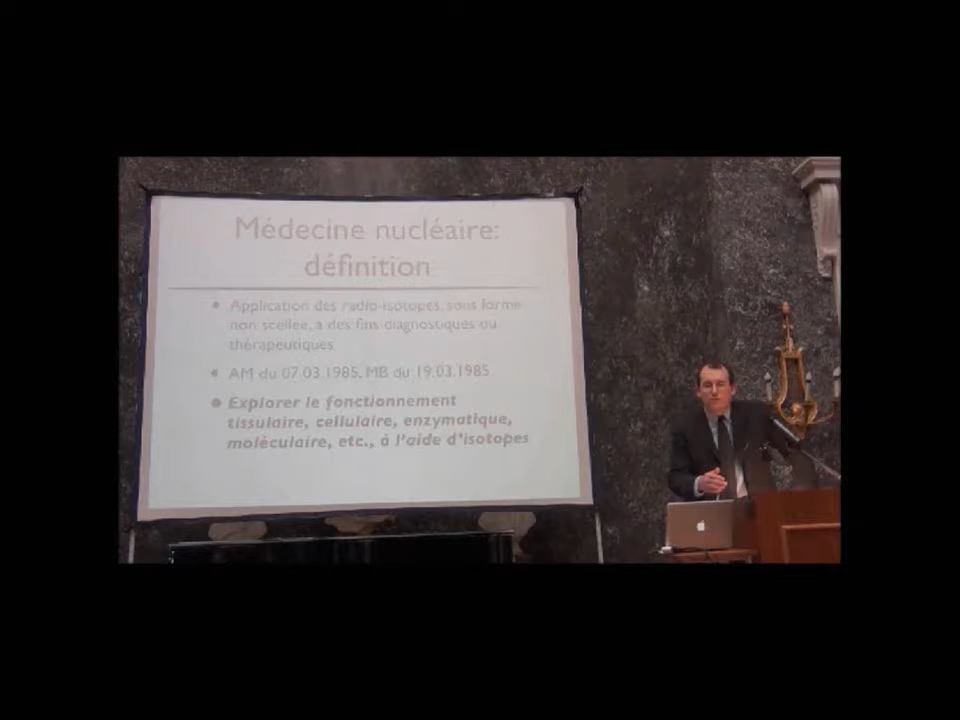 Médecine nucléaire:
définition
• Application des radio-isotopes, sous forme
non scellée, à des fins diagnostiques ou
thérapeutiques
• AM du 07.03.1985, MB du 19.03.1985
• Explorer le fonctionnement
tissulaire, cellulaire, enzymatique,
moléculaire, etc., à l'aide d'isotopes